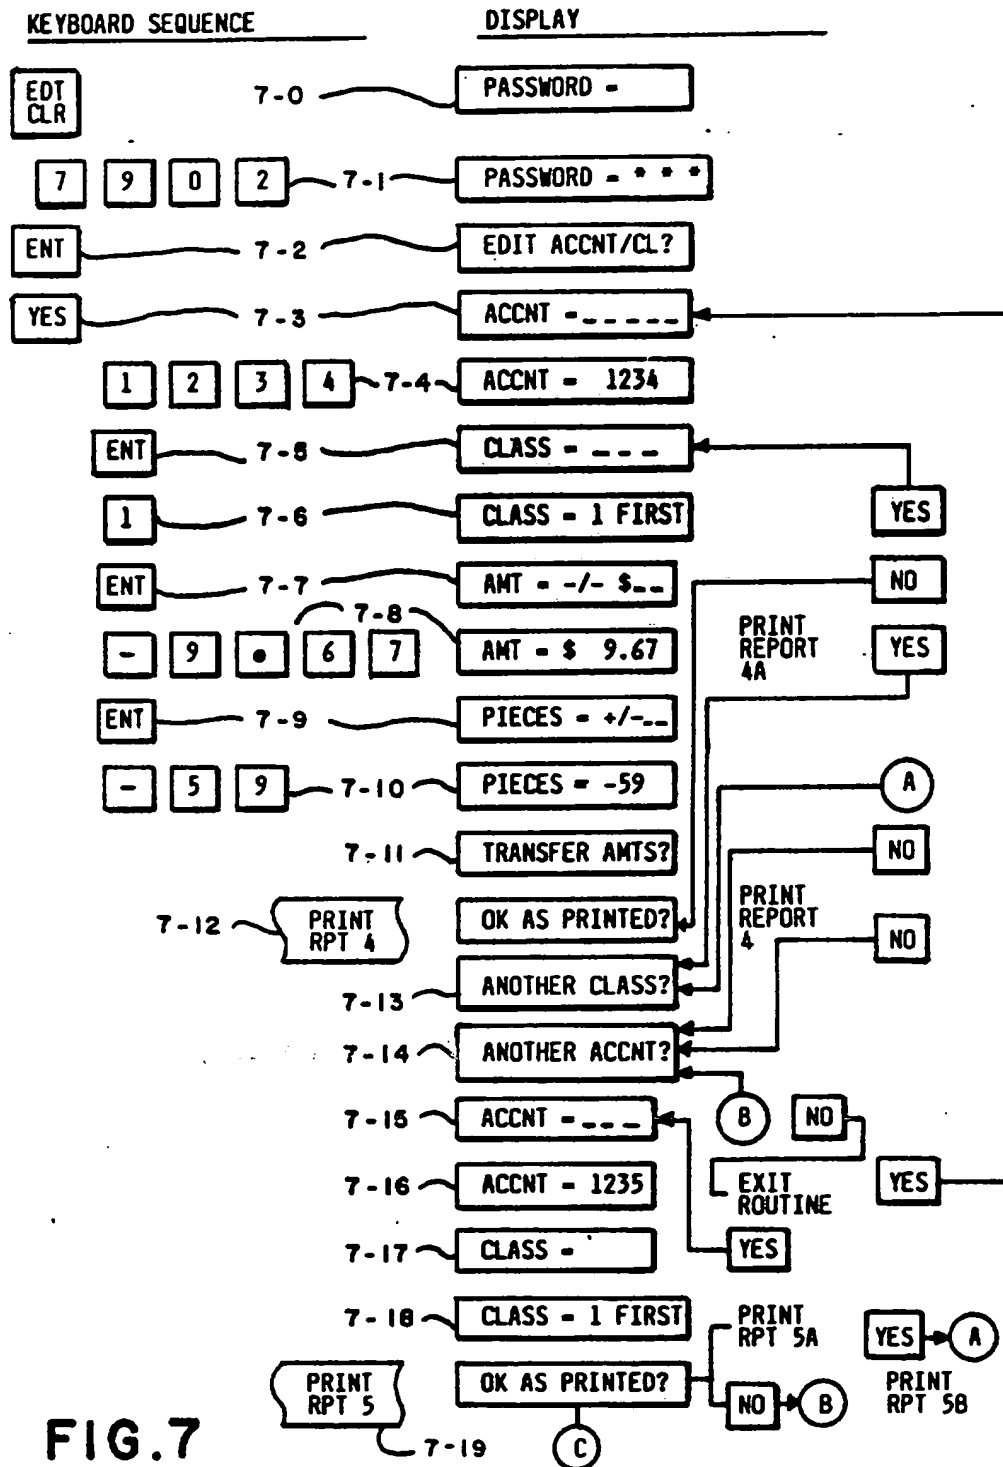 KEYBOARD SEQUENCE DISPLAY
EDT CLR 7-0 PASSWORD =
7 9 0 2 7-1 PASSWORD = * * *
ENT 7-2 EDIT ACCNT/CL?
YES 7-3 ACCNT = _ _ _ _ _
1 2 3 4 7-4 ACCNT = 1234
ENT 7-5 CLASS = _ _ _
YES
1 7-6 CLASS = 1 FIRST
ENT 7-7 AMT = -/- $_ _
NO
- 9 . 6 7 7-8 AMT = $ 9.67
PRINT REPORT 4A
YES
ENT 7-9 PIECES = +/-_ _
- 5 9 7-10 PIECES = -59
A
7-11 TRANSFER AMTS?
NO
7-12 PRINT RPT 4 OK AS PRINTED?
PRINT REPORT 4
NO
7-13 ANOTHER CLASS?
7-14 ANOTHER ACCNT?
7-15 ACCNT = _ _ _
B NO
7-16 ACCNT = 1235
EXIT ROUTINE
YES
7-17 CLASS =
YES
7-18 CLASS = 1 FIRST
PRINT RPT 5A
YES A
PRINT RPT 5 OK AS PRINTED?
NO B
PRINT RPT 5B
FIG.7 7-19 C